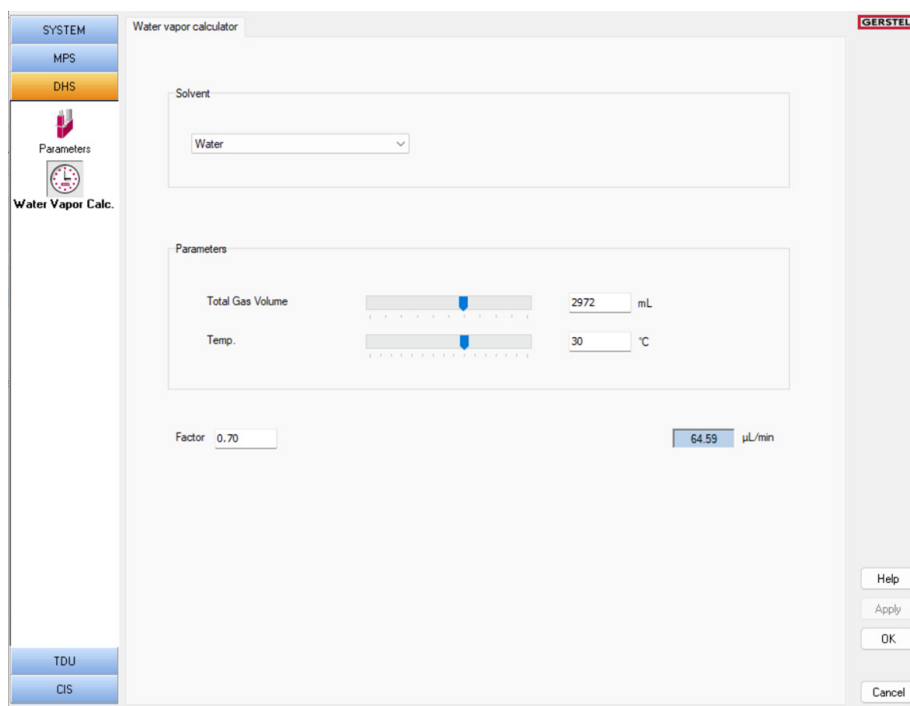 SYSTEM
MPS
DHS
Parameters
Water Vapor Calc.
TDU
CIS
Water vapor calculator
GERSTEL
Solvent
Water
Parameters
Total Gas Volume 2972 mL
Temp. 30 °C
Factor 0.70 64.59 µL/min
Help
Apply
OK
Cancel